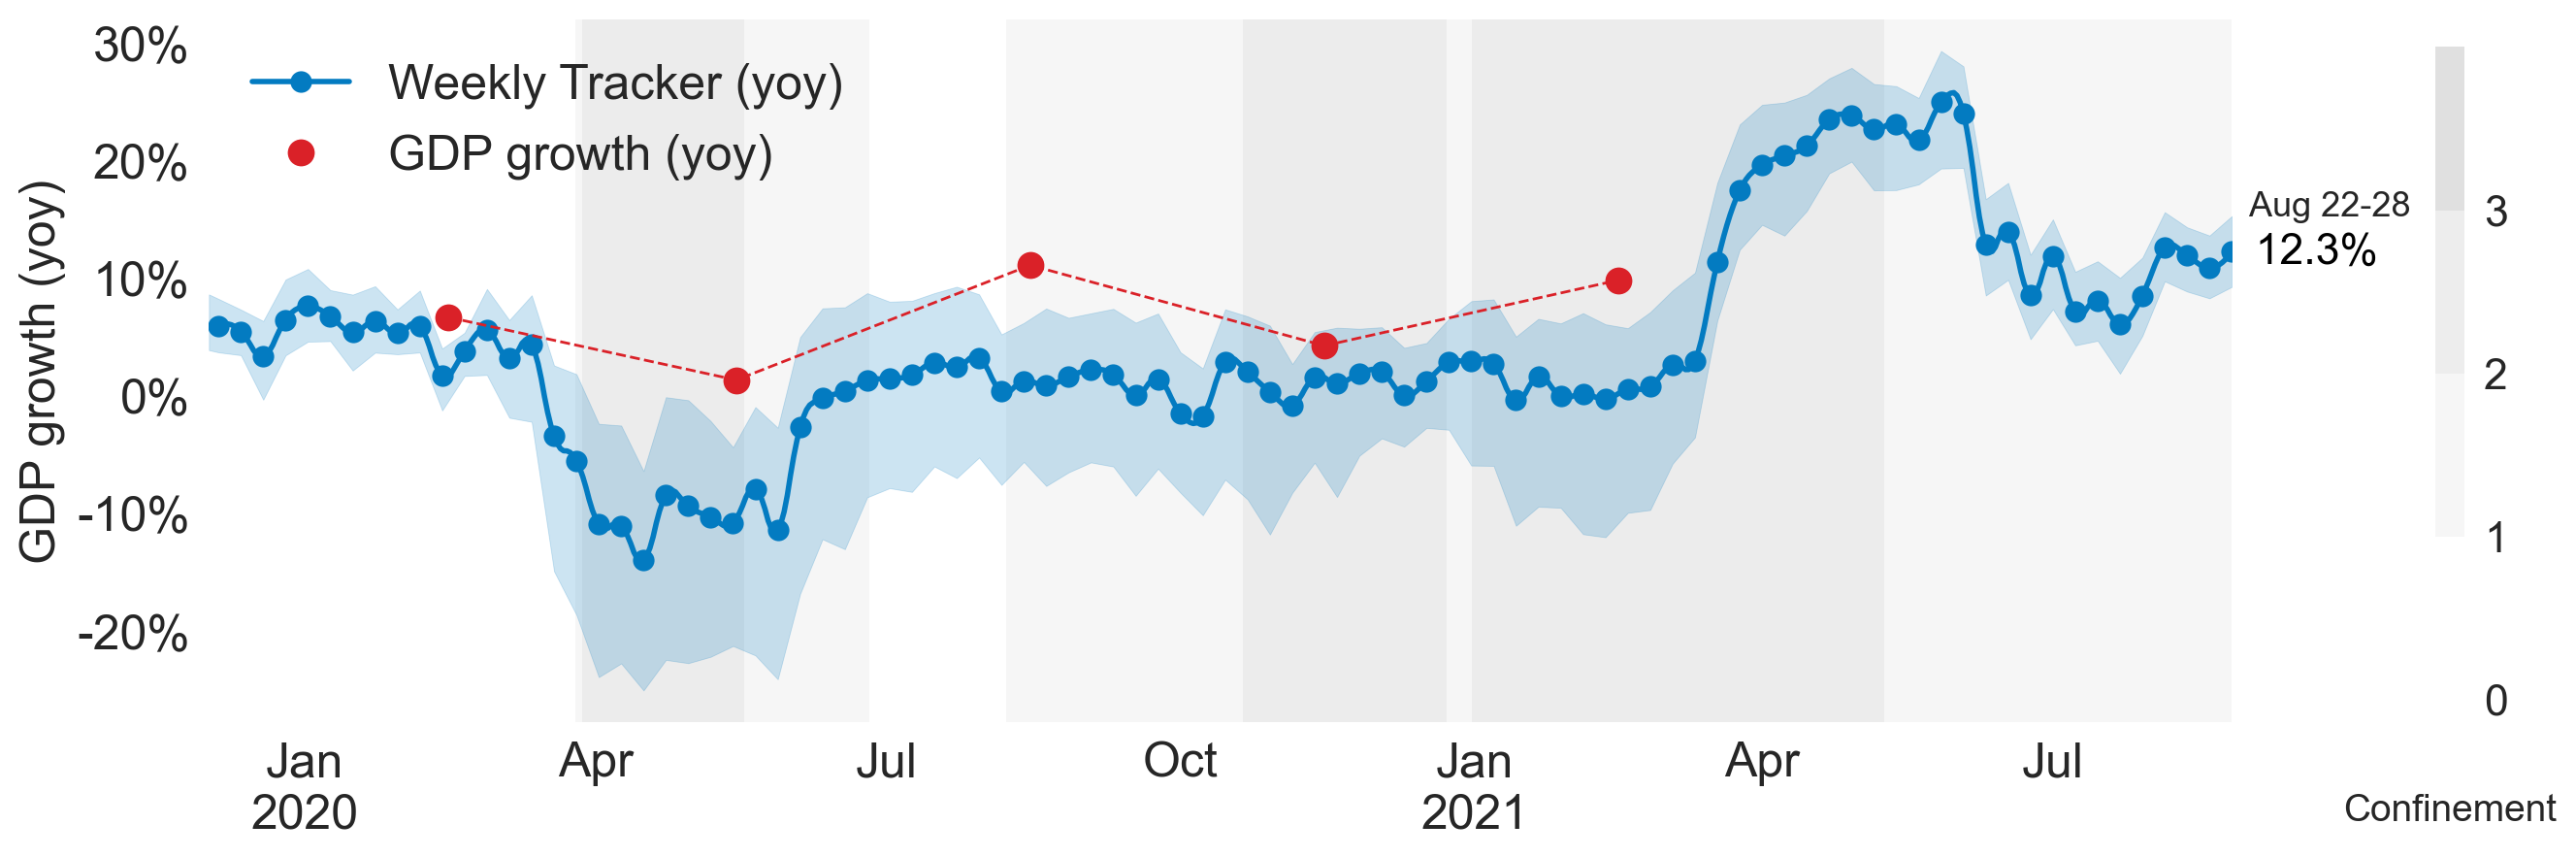 30%
20%
10%
0%
-10%
-20%
GDP growth (yoy)
Weekly Tracker (yoy)
GDP growth (yoy)
Aug 22-28
12.3%
3
2
1
0
Jan
2020
Apr
Jul
Oct
Jan
2021
Apr
Jul
Confinement